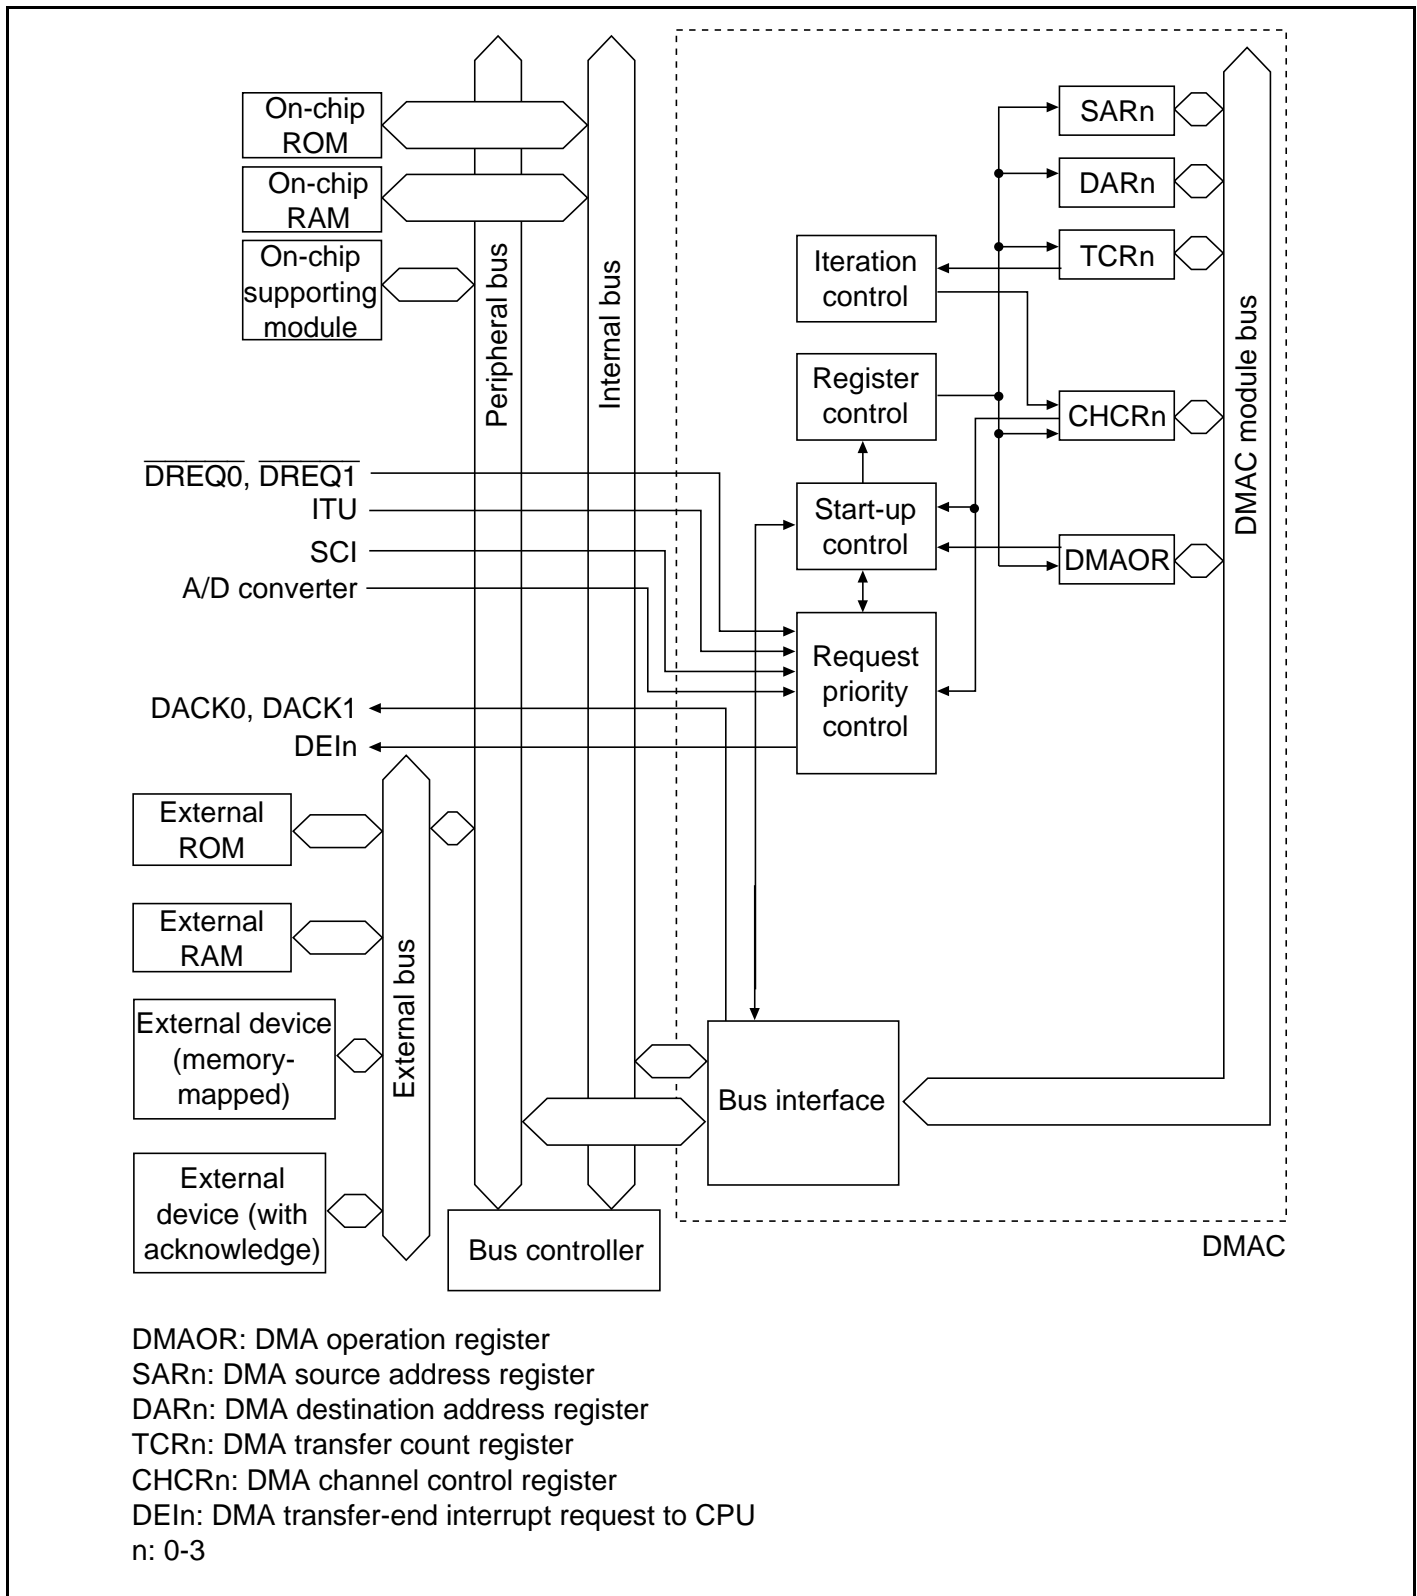 On-chip
ROM
On-chip
RAM
On-chip
supporting
module
Peripheral bus
Internal bus
SARn
DARn
TCRn
Iteration
control
Register
control
CHCRn
DMAC module bus
DREQ0, DREQ1
ITU
SCI
A/D converter
Start-up
control
DMAOR
Request
priority
control
DACK0, DACK1
DEIn
External
ROM
External
RAM
External device
(memory-
mapped)
External
device (with
acknowledge)
External bus
Bus interface
Bus controller
DMAC
DMAOR: DMA operation register
SARn: DMA source address register
DARn: DMA destination address register
TCRn: DMA transfer count register
CHCRn: DMA channel control register
DEIn: DMA transfer-end interrupt request to CPU
n: 0-3